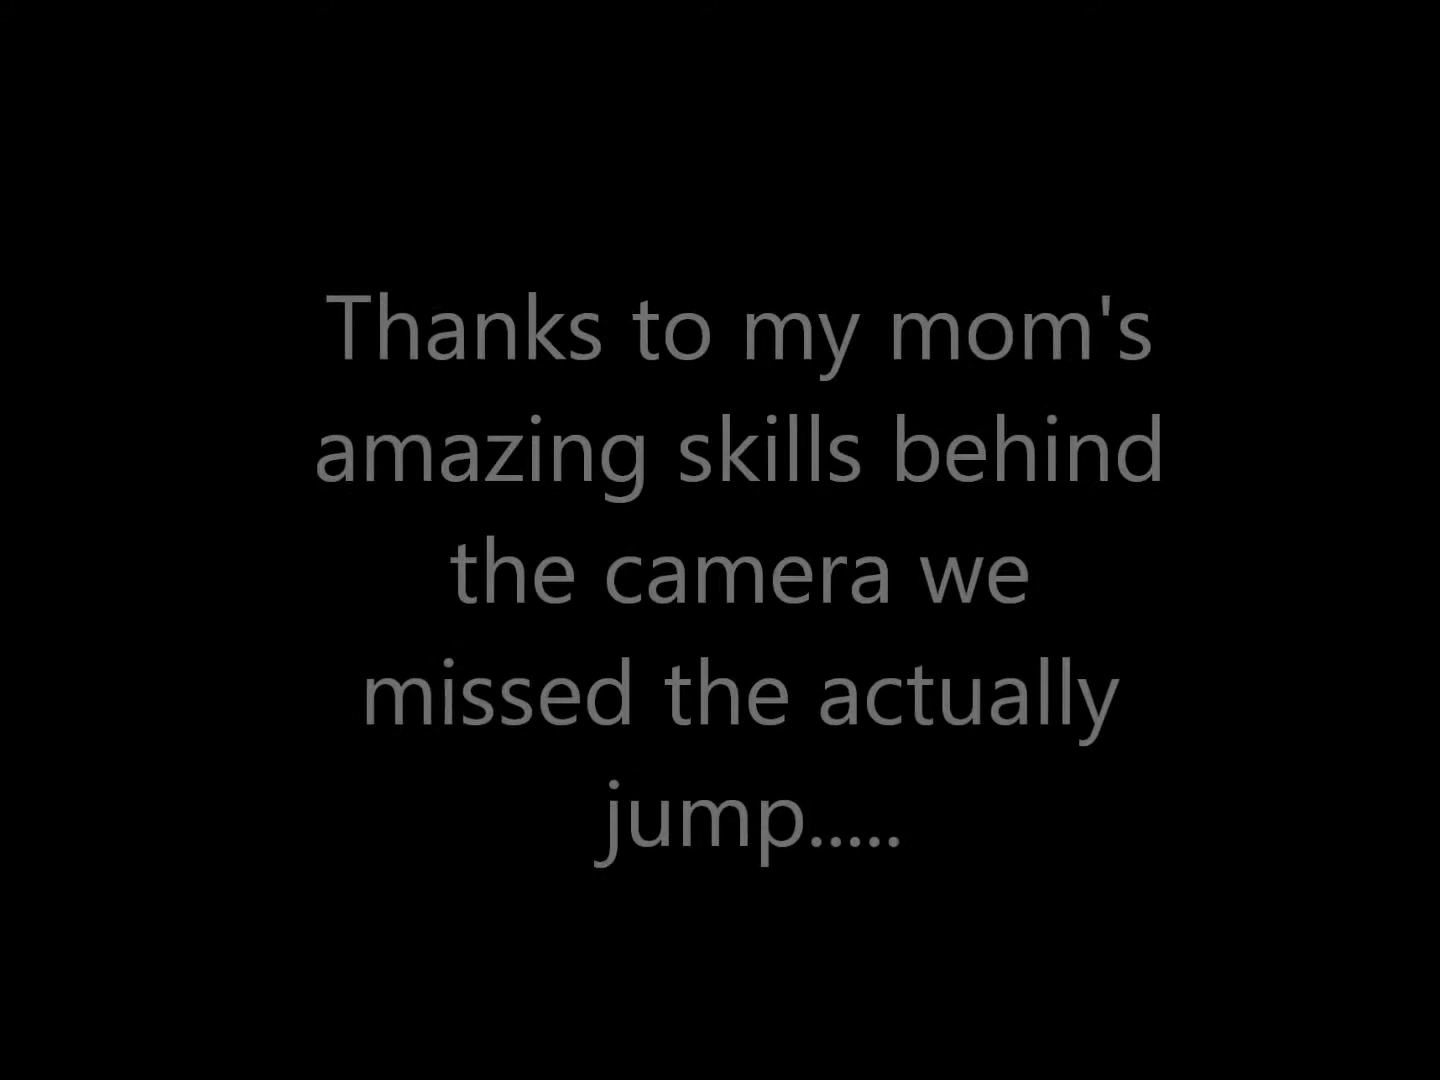 Thanks to my mom's
amazing skills behind
the camera we
missed the actually
jump.....